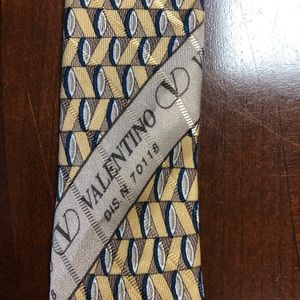 VALENTINO
DIS. N. 70118